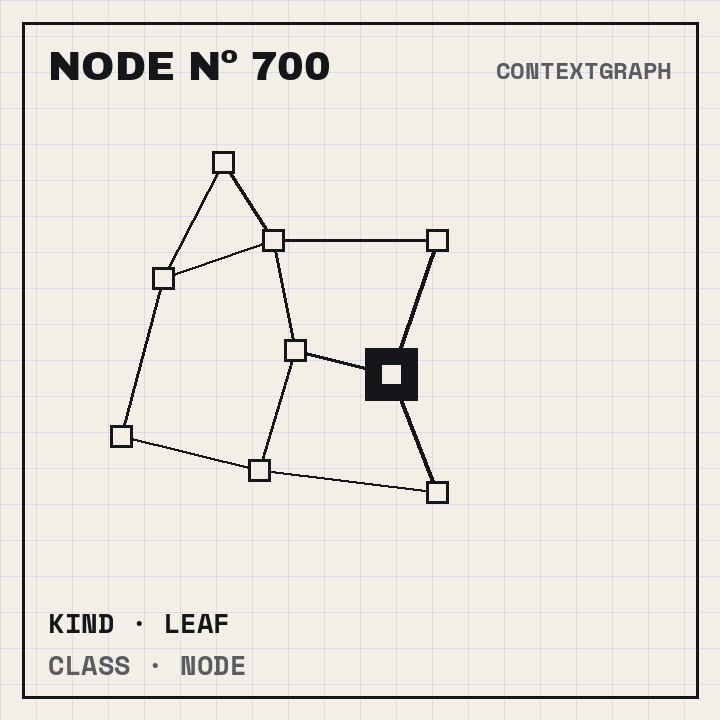 NODE Nº 700
CONTEXTGRAPH
KIND · LEAF
CLASS · NODE